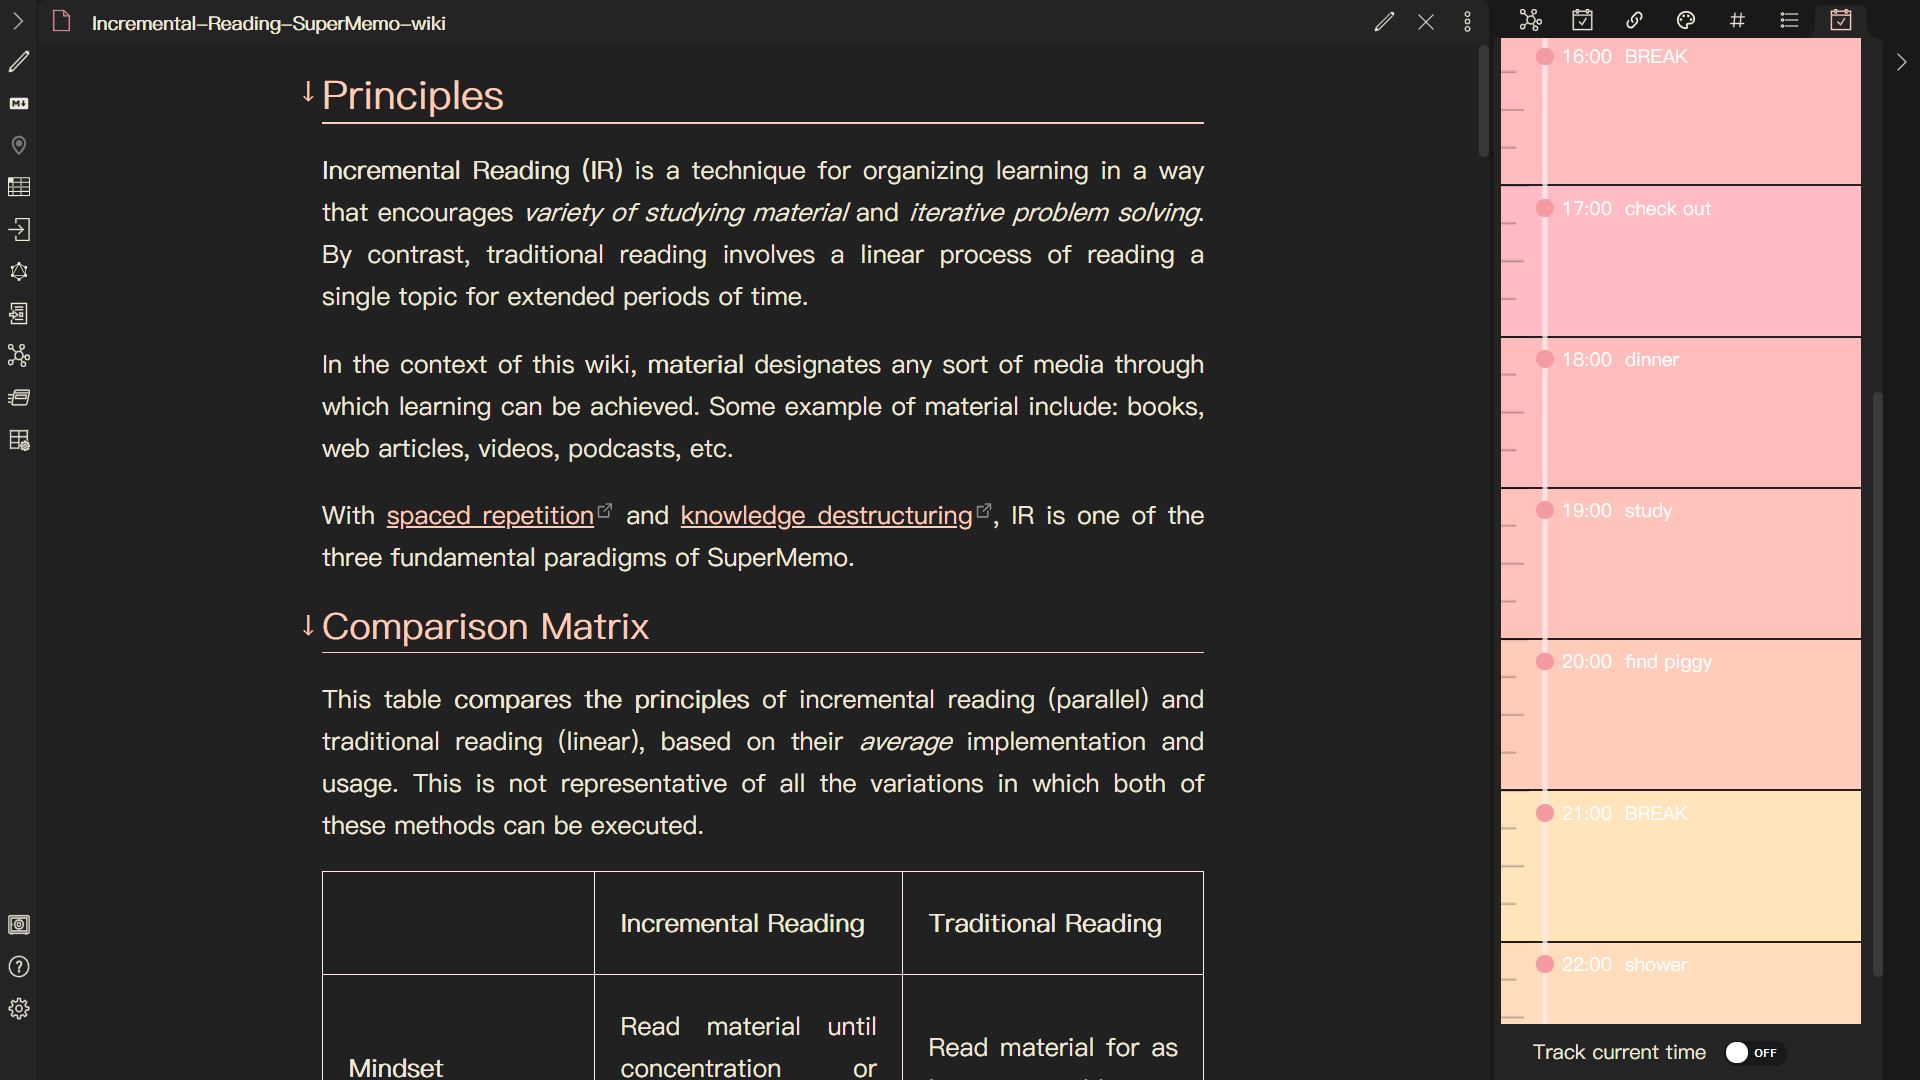 Incremental-Reading-SuperMemo-wiki
Principles
Incremental Reading (IR) is a technique for organizing learning in a way
that encourages variety of studying material and iterative problem solving.
By contrast, traditional reading involves a linear process of reading a
single topic for extended periods of time.
In the context of this wiki, material designates any sort of media through
which learning can be achieved. Some example of material include: books,
web articles, videos, podcasts, etc.
With spaced repetition and knowledge destructuring, IR is one of the
three fundamental paradigms of SuperMemo.
Comparison Matrix
This table compares the principles of incremental reading (parallel) and
traditional reading (linear), based on their average implementation and
usage. This is not representative of all the variations in which both of
these methods can be executed.
Incremental Reading
Traditional Reading
Mindset
Read material until
concentration or
Read material for as
16:00 BREAK
17:00 check out
18:00 dinner
19:00 study
20:00 find piggy
21:00 BREAK
22:00 shower
Track current time OFF